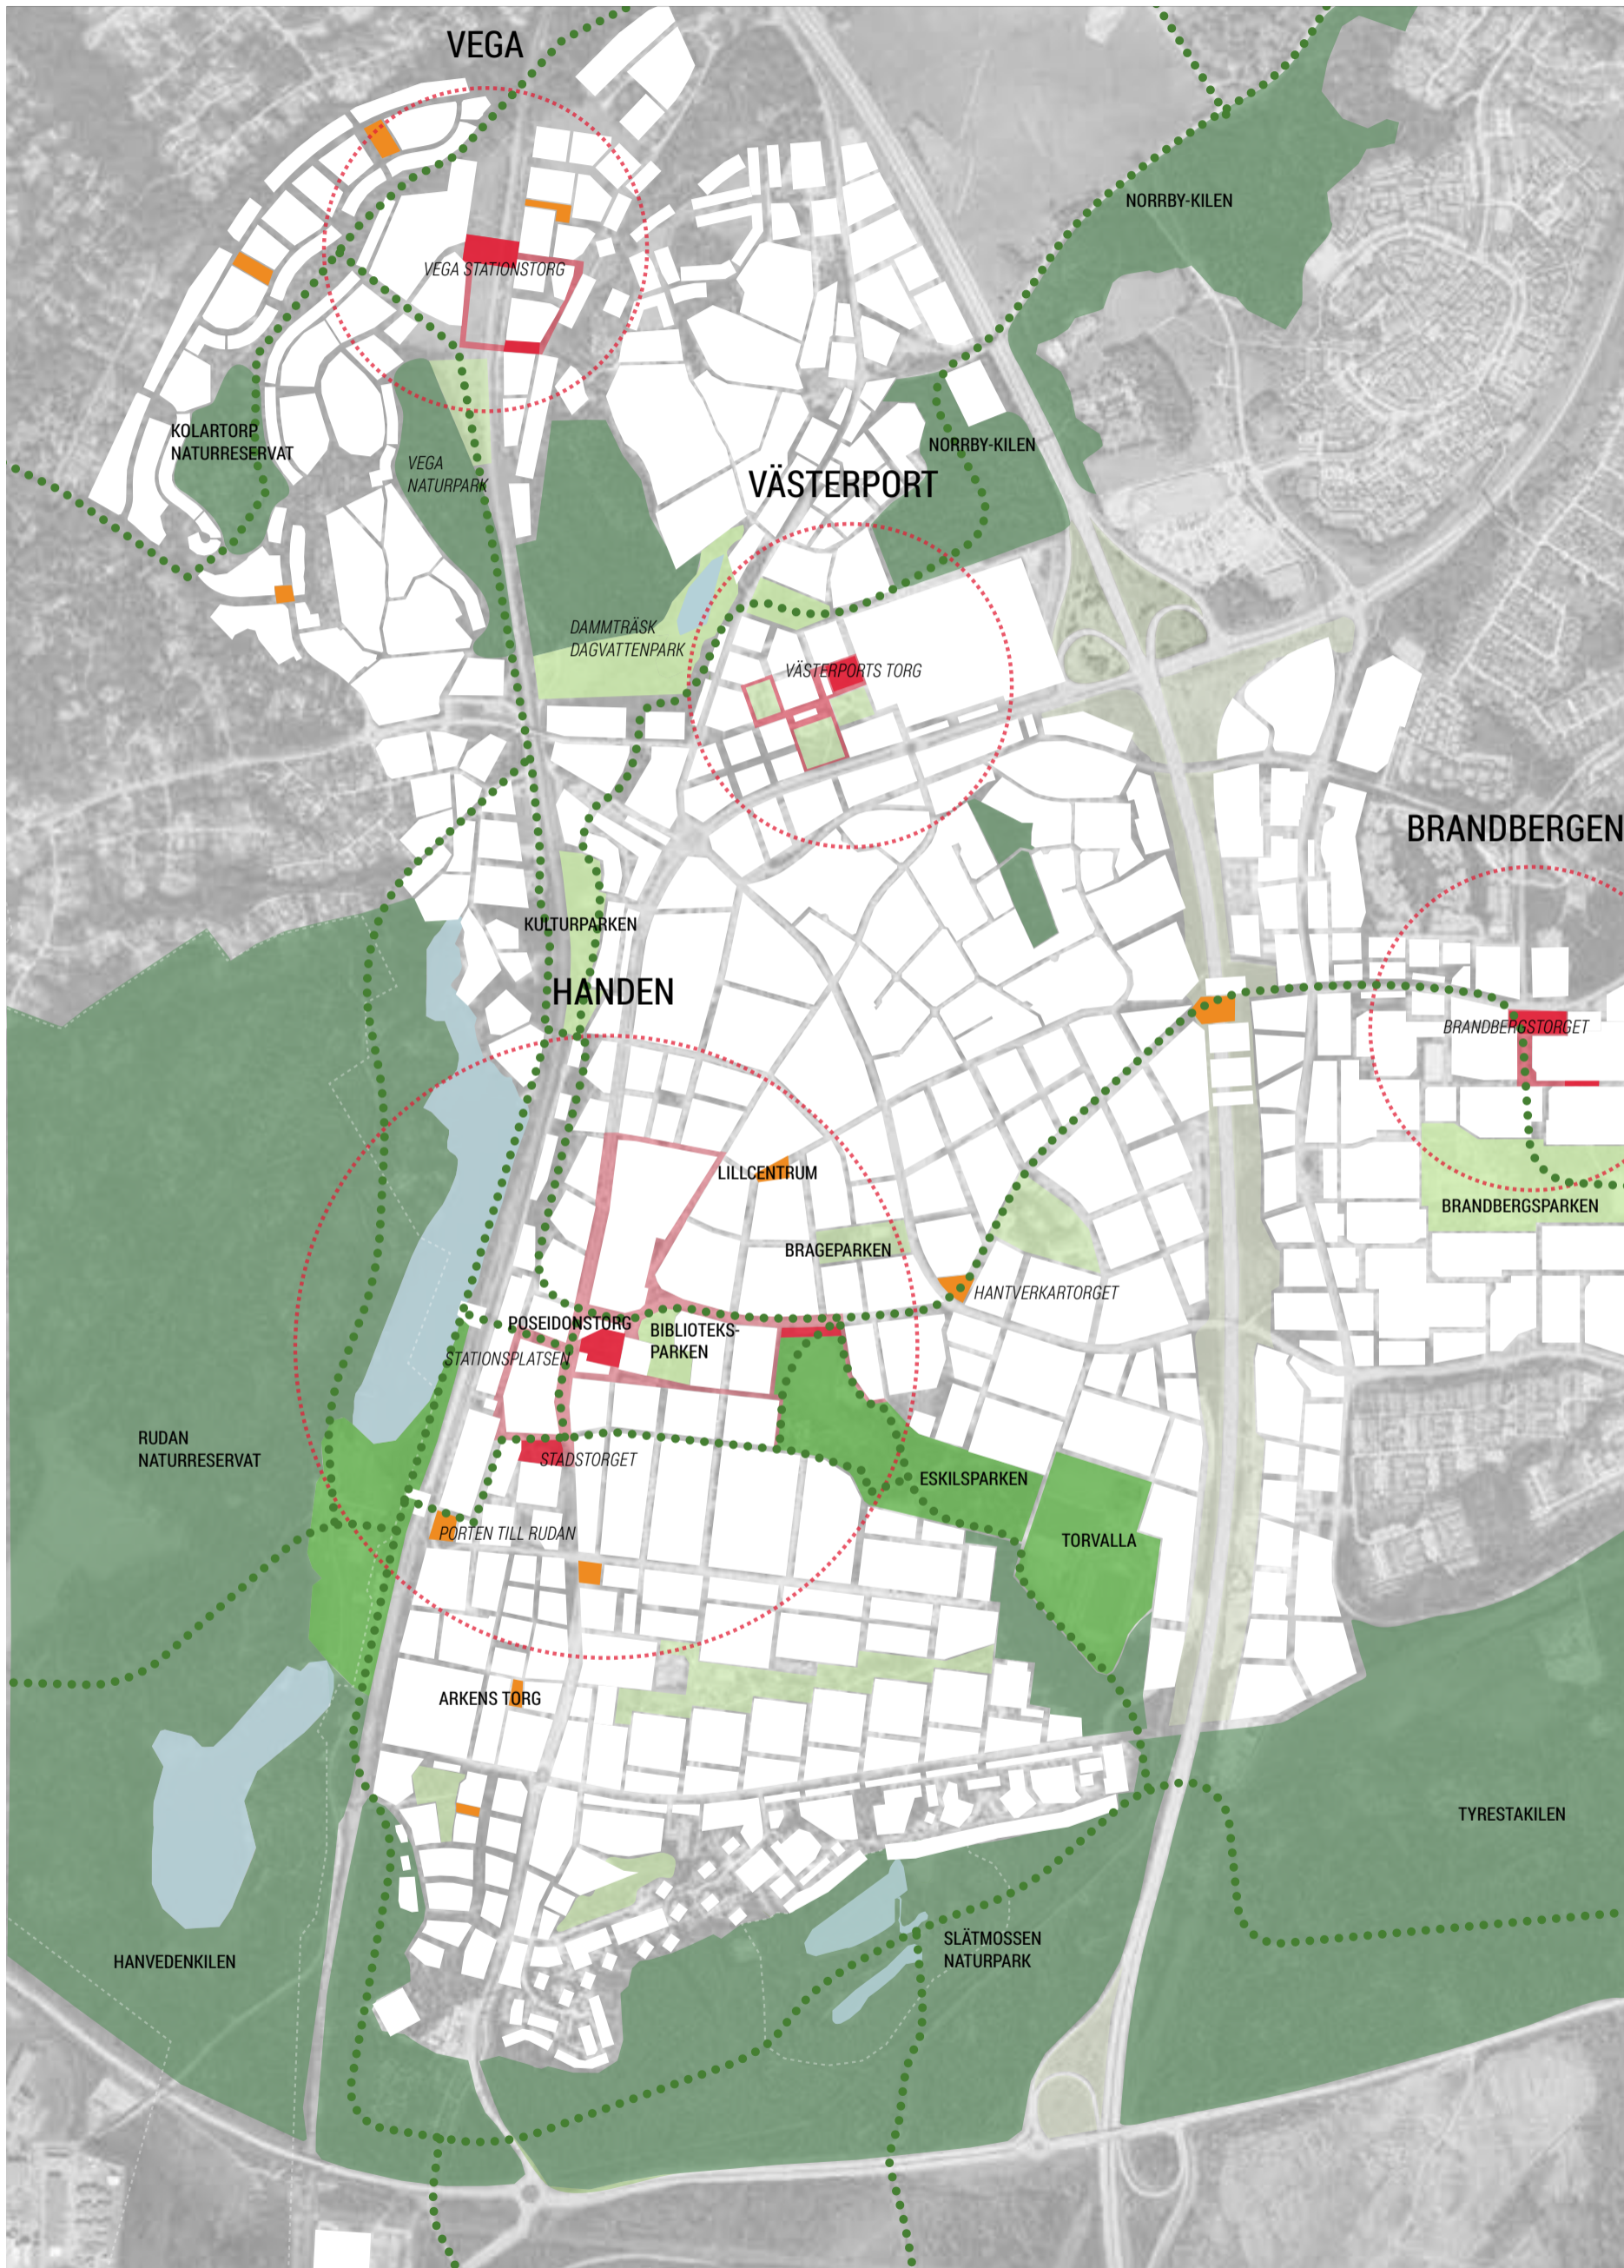 VEGA
NORRBY-KILEN
VEGA STATIONSTORG
KOLARTORP
NATURRESERVAT
VEGA
NATURPARK
NORRBY-KILEN
VÄSTERPORT
DAMMTRÄSK
DAGVATTENPARK
VÄSTERPORTS TORG
BRANDBERGEN
KULTURPARKEN
HANDEN
BRANDBERGSTORGET
LILLCENTRUM
BRANDBERGSPARKEN
BRAGEPARKEN
HANTVERKARTORGET
POSEIDONSTORG
BIBLIOTEKS-
PARKEN
STATIONSPLATSEN
RUDAN
NATURRESERVAT
STADSTORGET
ESKILSPARKEN
PORTEN TILL RUDAN
TORVALLA
ARKENS TORG
TYRESTAKILEN
SLÄTMOSSEN
NATURPARK
HANVEDENKILEN